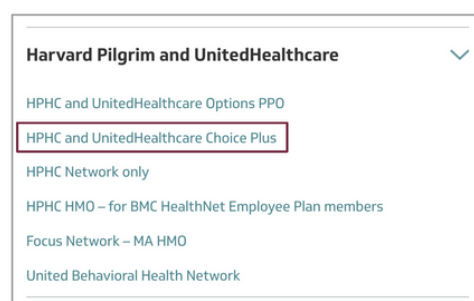 Harvard Pilgrim and UnitedHealthcare
HPHC and UnitedHealthcare Options PPO
HPHC and UnitedHealthcare Choice Plus
HPHC Network only
HPHC HMO – for BMC HealthNet Employee Plan members
Focus Network – MA HMO
United Behavioral Health Network